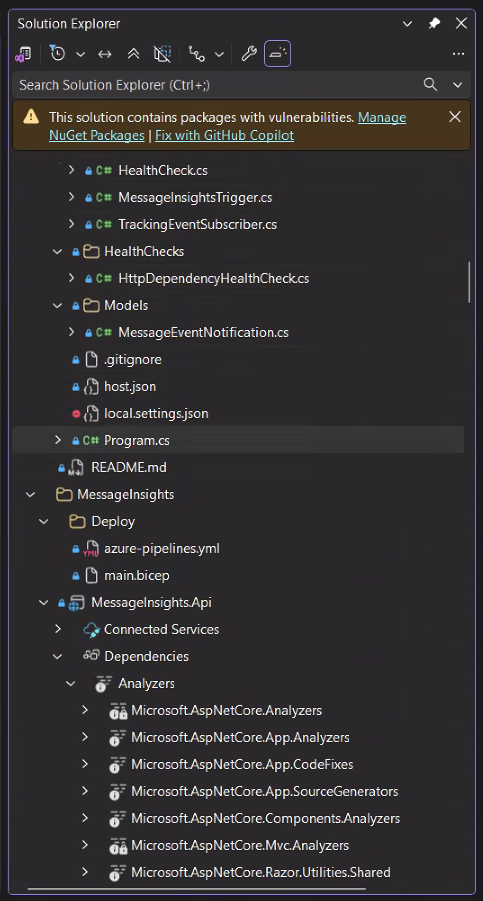 Solution Explorer
Search Solution Explorer (Ctrl+;)
This solution contains packages with vulnerabilities. Manage
NuGet Packages | Fix with GitHub Copilot
C# HealthCheck.cs
C# MessageInsightsTrigger.cs
C# TrackingEventSubscriber.cs
HealthChecks
C# HttpDependencyHealthCheck.cs
Models
C# MessageEventNotification.cs
.gitignore
host.json
local.settings.json
C# Program.cs
README.md
MessageInsights
Deploy
YML azure-pipelines.yml
main.bicep
MessageInsights.Api
Connected Services
Dependencies
Analyzers
Microsoft.AspNetCore.Analyzers
Microsoft.AspNetCore.App.Analyzers
Microsoft.AspNetCore.App.CodeFixes
Microsoft.AspNetCore.App.SourceGenerators
Microsoft.AspNetCore.Components.Analyzers
Microsoft.AspNetCore.Mvc.Analyzers
Microsoft.AspNetCore.Razor.Utilities.Shared